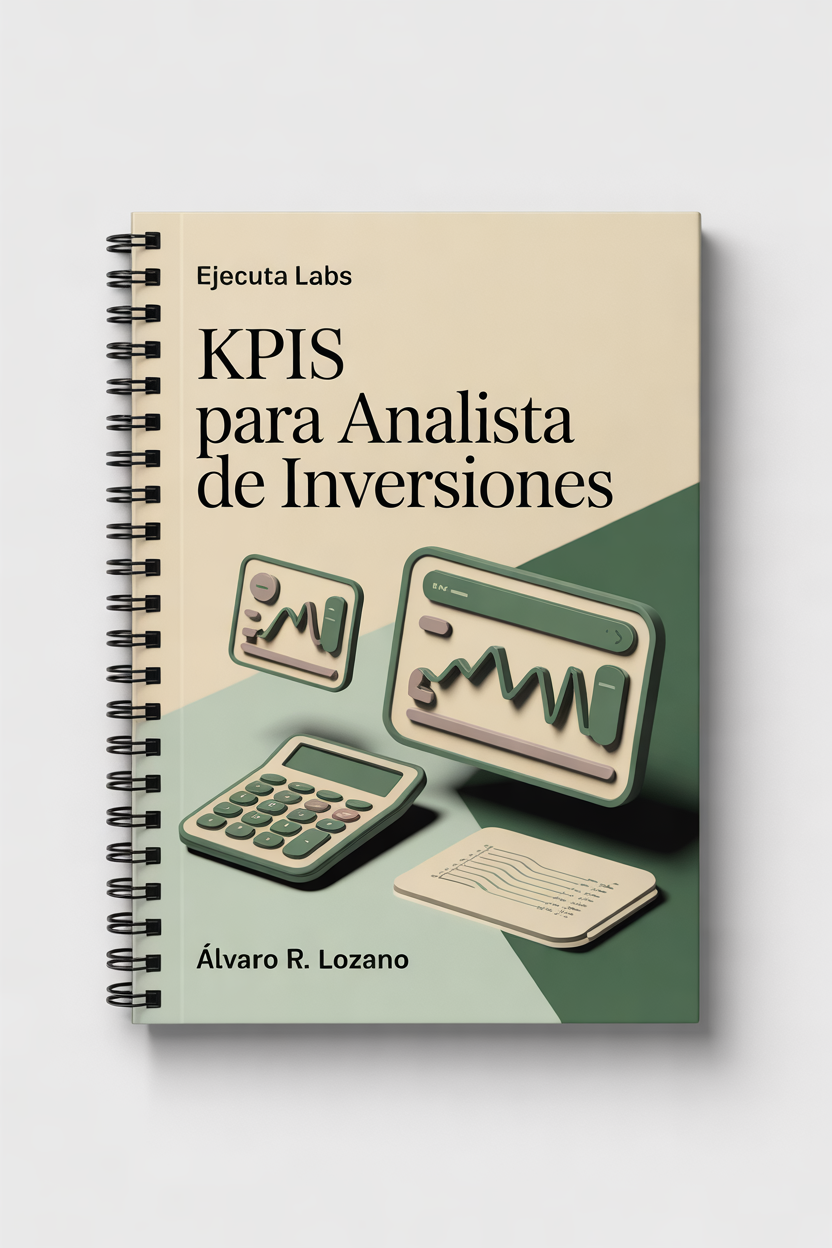 Ejecuta Labs
KPIS
para Analista
de Inversiones
Álvaro R. Lozano